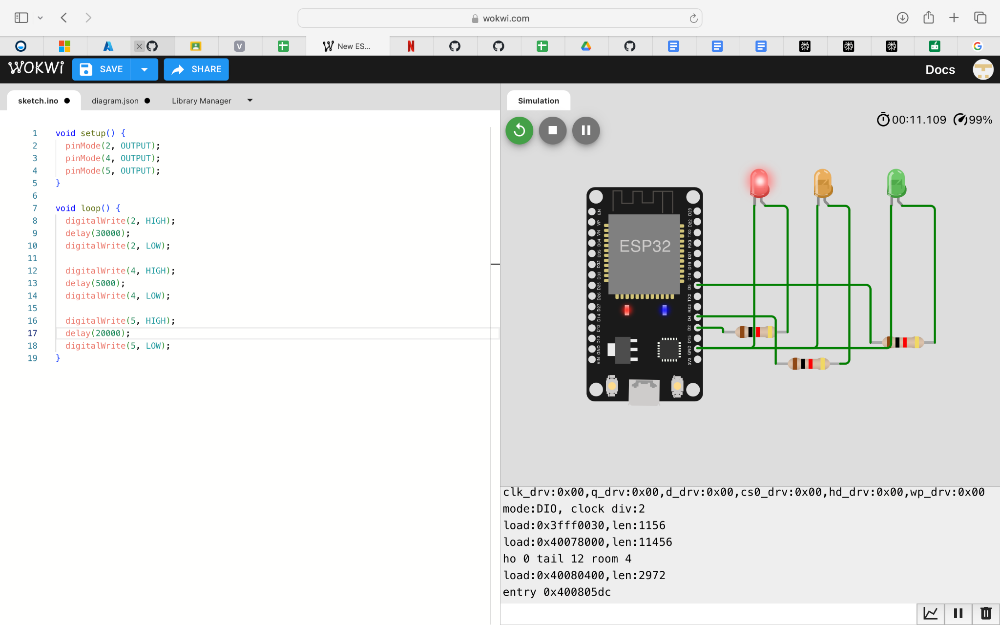 wokwi.com
V
N
New ES...
WOKWi
SAVE
SHARE
Docs
sketch.ino
diagram.json
Library Manager
Simulation
00:11.109
99%
1 void setup() {
2 pinMode(2, OUTPUT);
3 pinMode(4, OUTPUT);
4 pinMode(5, OUTPUT);
5 }
6
7 void loop() {
8 digitalWrite(2, HIGH);
9 delay(30000);
10 digitalWrite(2, LOW);
11
12 digitalWrite(4, HIGH);
13 delay(5000);
14 digitalWrite(4, LOW);
15
16 digitalWrite(5, HIGH);
17 delay(20000);
18 digitalWrite(5, LOW);
19 }
ESP32
EN
VP
VN
D34
D35
D32
D33
D25
D26
D27
D14
D12
D13
GND
VIN
D23
D22
TX0
RX0
D21
D19
D18
D5
TX2
RX2
D4
D2
D15
GND
3V3
clk_drv:0x00,q_drv:0x00,d_drv:0x00,cs0_drv:0x00,hd_drv:0x00,wp_drv:0x00
mode:DIO, clock div:2
load:0x3fff0030,len:1156
load:0x40078000,len:11456
ho 0 tail 12 room 4
load:0x40080400,len:2972
entry 0x400805dc